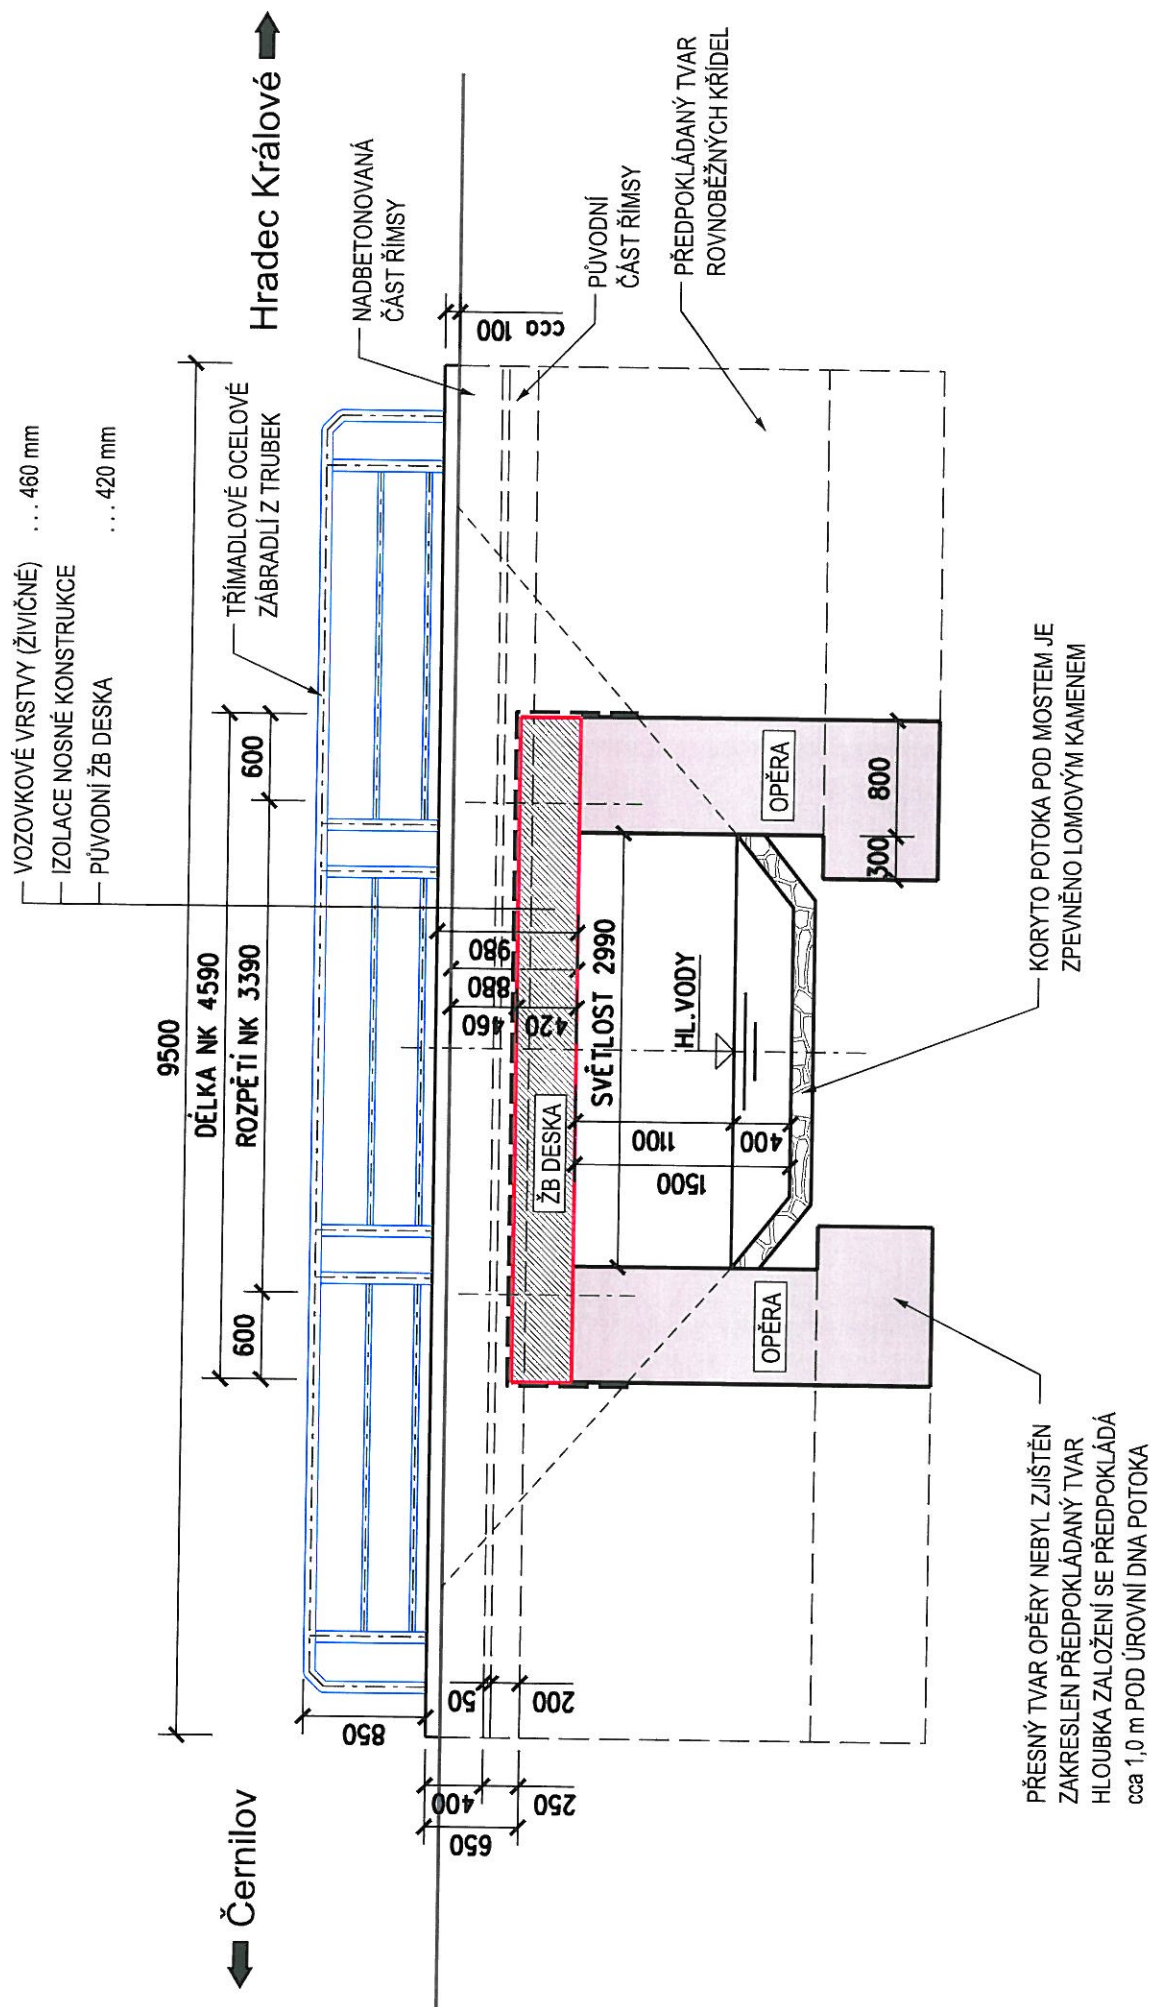 VOZOVKOVÉ VRSTVY (ŽIVIČNÉ) ... 460 mm
IZOLACE NOSNÉ KONSTRUKCE
PŮVODNÍ ŽB DESKA ... 420 mm
9500
DÉLKA NK 4590
600
ROZPĚTÍ NK 3390
600
Černilov
Hradec Králové
TŘÍMADLOVÉ OCELOVÉ
ZÁBRADLÍ Z TRUBEK
NADBETONOVANÁ
ČÁST ŘÍMSY
cca 100
PŮVODNÍ
ČÁST ŘÍMSY
PŘEDPOKLÁDANÝ TVAR
ROVNOBĚŽNÝCH KŘÍDEL
850
50
200
650
400
250
980
880
460
420
ŽB DESKA
SVĚTLOST 2990
HL.VODY
1100
400
1500
OPĚRA
OPĚRA
300
800
KORYTO POTOKA POD MOSTEM JE
ZPEVNĚNO LOMOVÝM KAMENEM
PŘESNÝ TVAR OPĚRY NEBYL ZJIŠTĚN
ZAKRESLEN PŘEDPOKLÁDANÝ TVAR
HLOUBKA ZALOŽENÍ SE PŘEDPOKLÁDÁ
cca 1,0 m POD ÚROVNÍ DNA POTOKA